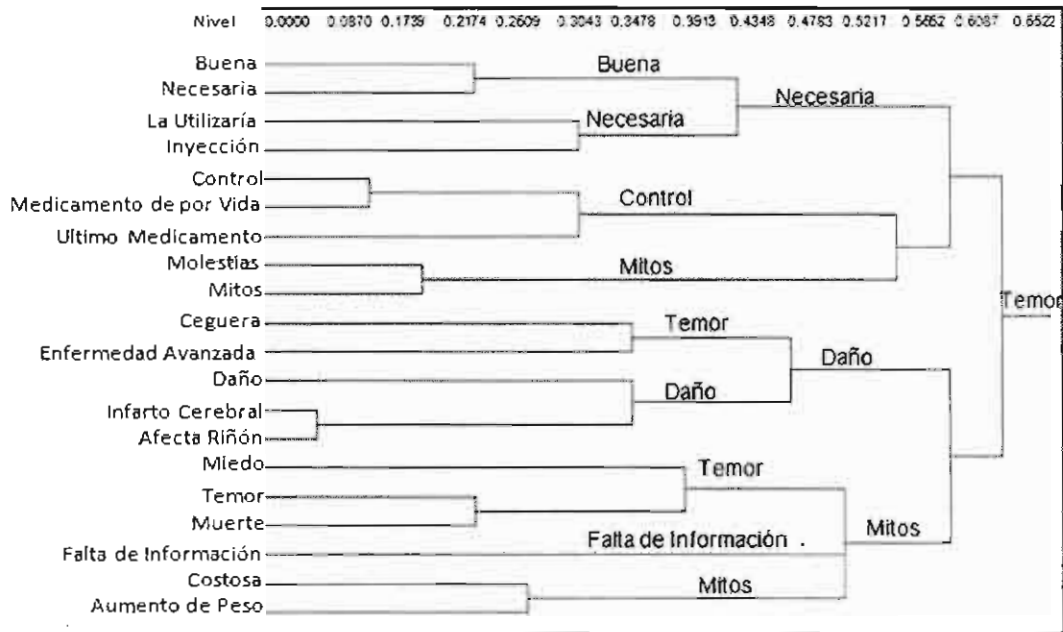 Nivel 0.0000 0.0870 0.1739 0.2174 0.2609 0.3043 0.3478 0.3913 0.4348 0.4783 0.5217 0.5652 0.6087 0.6522
Buena
Buena
Necesaria
Necesaria
La Utilizaría
Necesaria
Inyección
Control
Control
Medicamento de por Vida
Ultimo Medicamento
Molestias
Mitos
Mitos
Temor
Ceguera
Temor
Enfermedad Avanzada
Daño
Daño
Daño
Infarto Cerebral
Afecta Riñón
Miedo
Temor
Temor
Muerte
Mitos
Falta de Información
Falta de Información .
Costosa
Mitos
Aumento de Peso